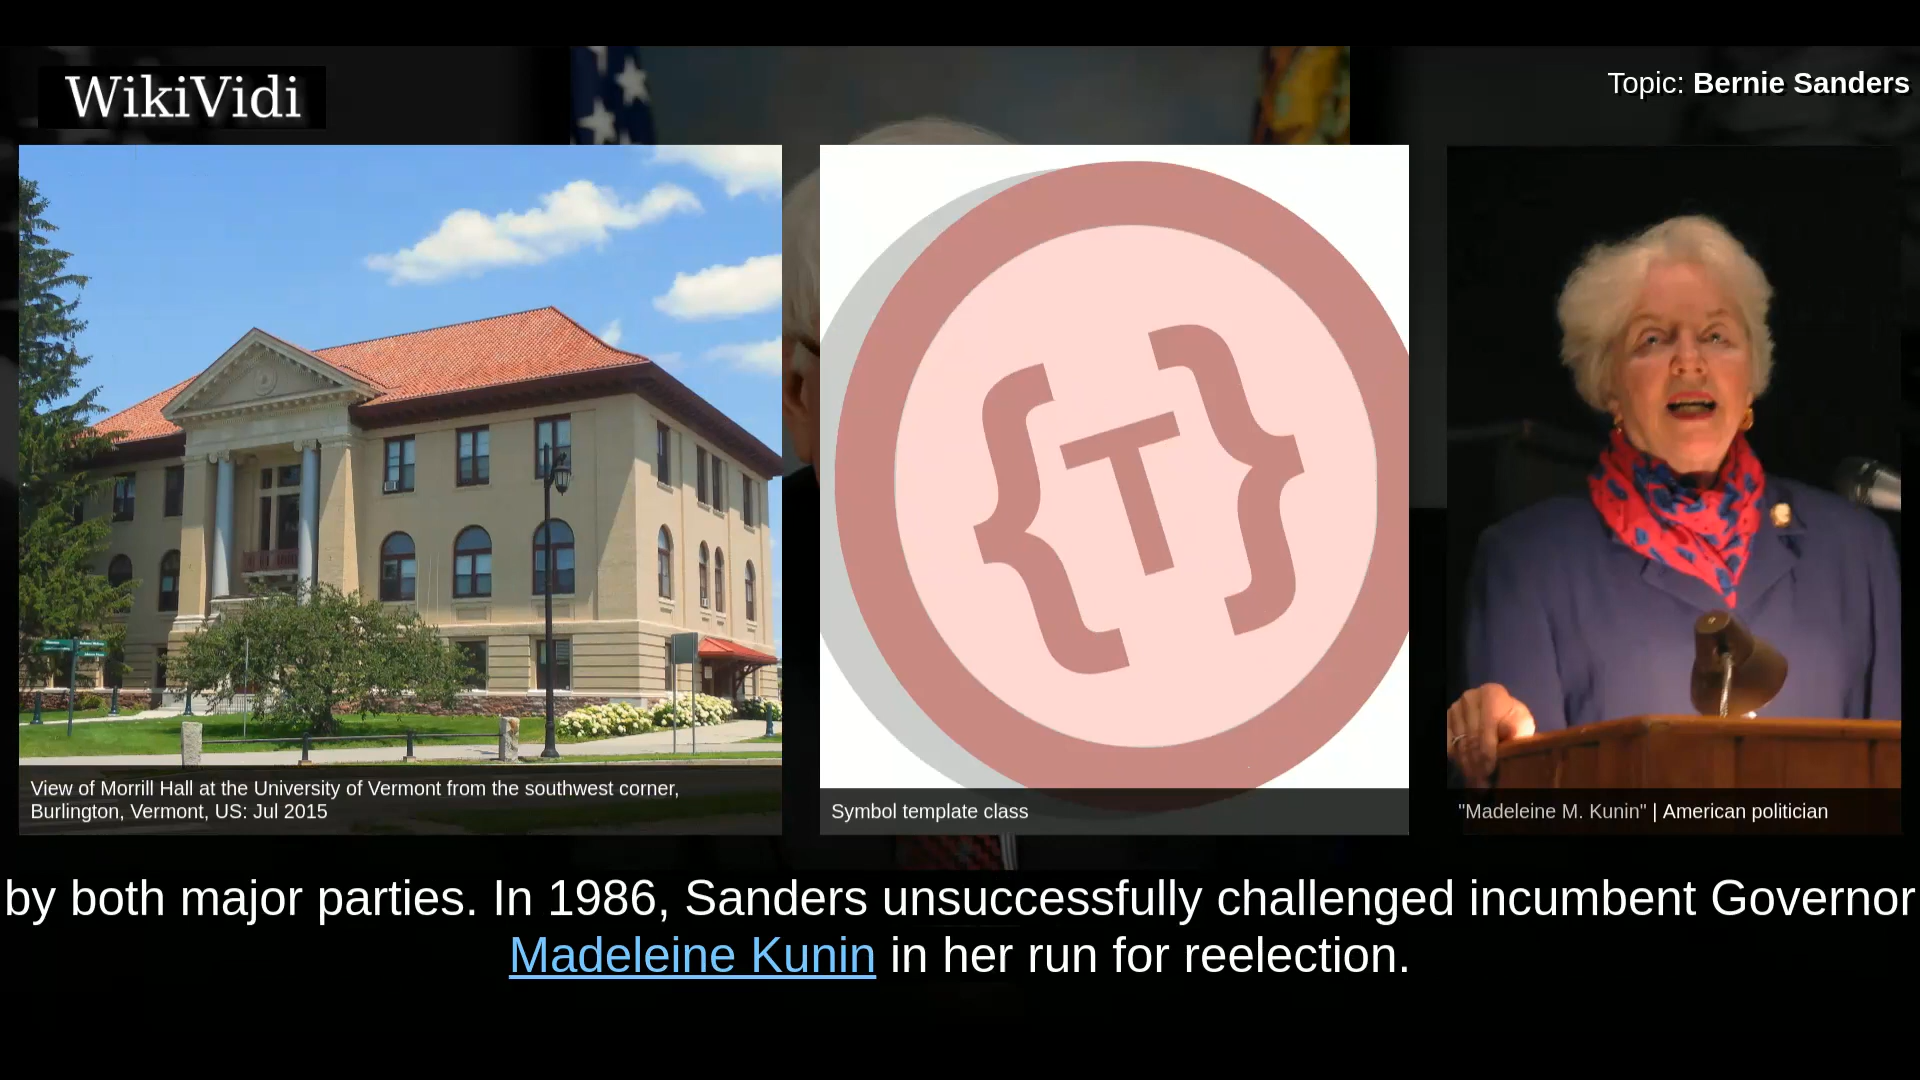 WikiVidi
Topic: Bernie Sanders
{T}
View of Morrill Hall at the University of Vermont from the southwest corner,
Burlington, Vermont, US: Jul 2015
Symbol template class
"Madeleine M. Kunin" | American politician
by both major parties. In 1986, Sanders unsuccessfully challenged incumbent Governor
Madeleine Kunin in her run for reelection.